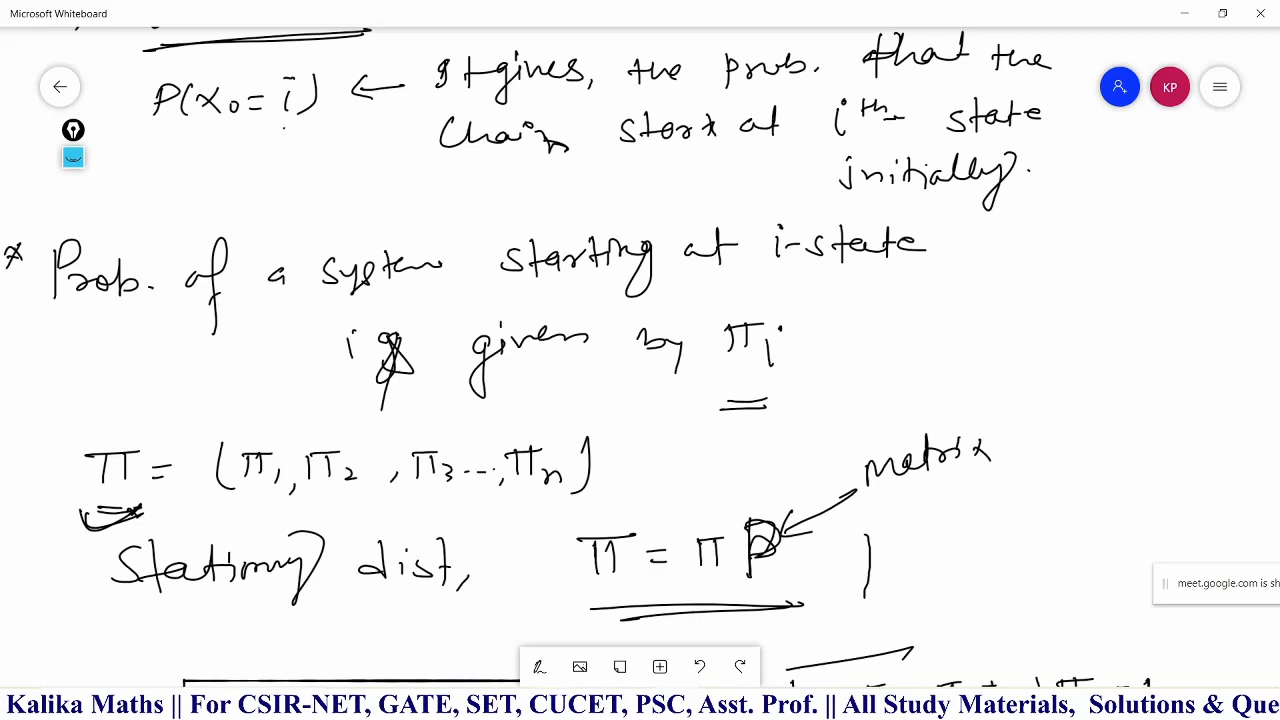 Microsoft Whiteboard
P(X₀ = i) ← It gives, the prob. that the
chain start at iᵗʰ state
initially.
KP
* Prob. of a system starting at i-state
is given by πᵢ
π = (π₁, π₂, π₃ ..., πₙ)
matrix
Stationary dist, π = π P
meet.google.com is sh
Kalika Maths || For CSIR-NET, GATE, SET, CUCET, PSC, Asst. Prof. || All Study Materials, Solutions & Que